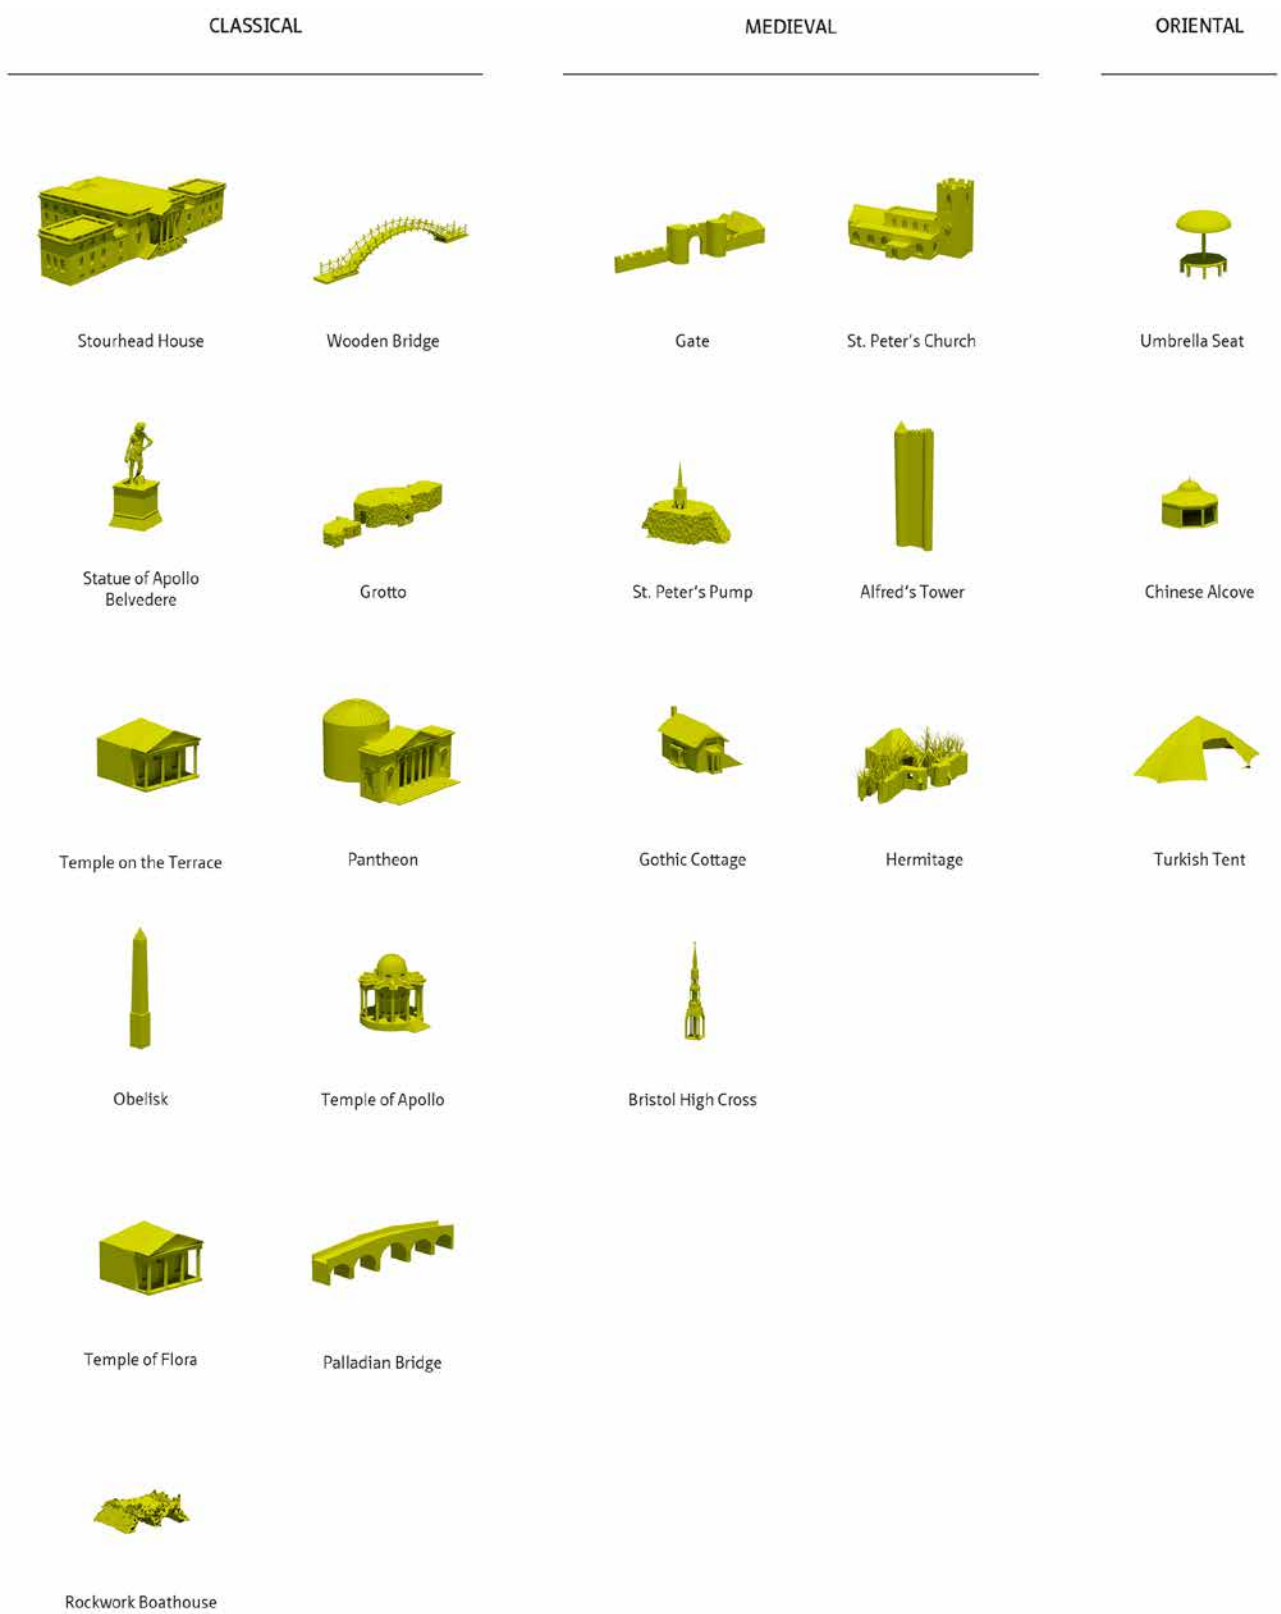 CLASSICAL
MEDIEVAL
ORIENTAL
Stourhead House
Wooden Bridge
Gate
St. Peter's Church
Umbrella Seat
Statue of Apollo
Belvedere
Grotto
St. Peter's Pump
Alfred's Tower
Chinese Alcove
Temple on the Terrace
Pantheon
Gothic Cottage
Hermitage
Turkish Tent
Obelisk
Temple of Apollo
Bristol High Cross
Temple of Flora
Palladian Bridge
Rockwork Boathouse